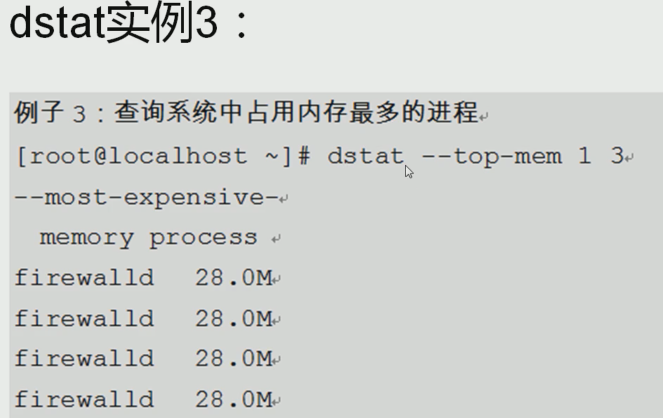 dstat实例3：
例子 3：查询系统中占用内存最多的进程
[root@localhost ~]# dstat --top-mem 1 3
--most-expensive-
memory process
firewalld 28.0M
firewalld 28.0M
firewalld 28.0M
firewalld 28.0M